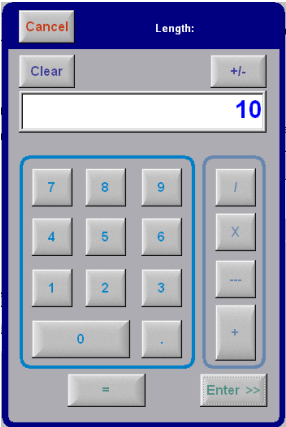 Cancel Length:
Clear +/-
10
7 8 9 /
4 5 6 X
1 2 3 ---
0 . +
= Enter >>